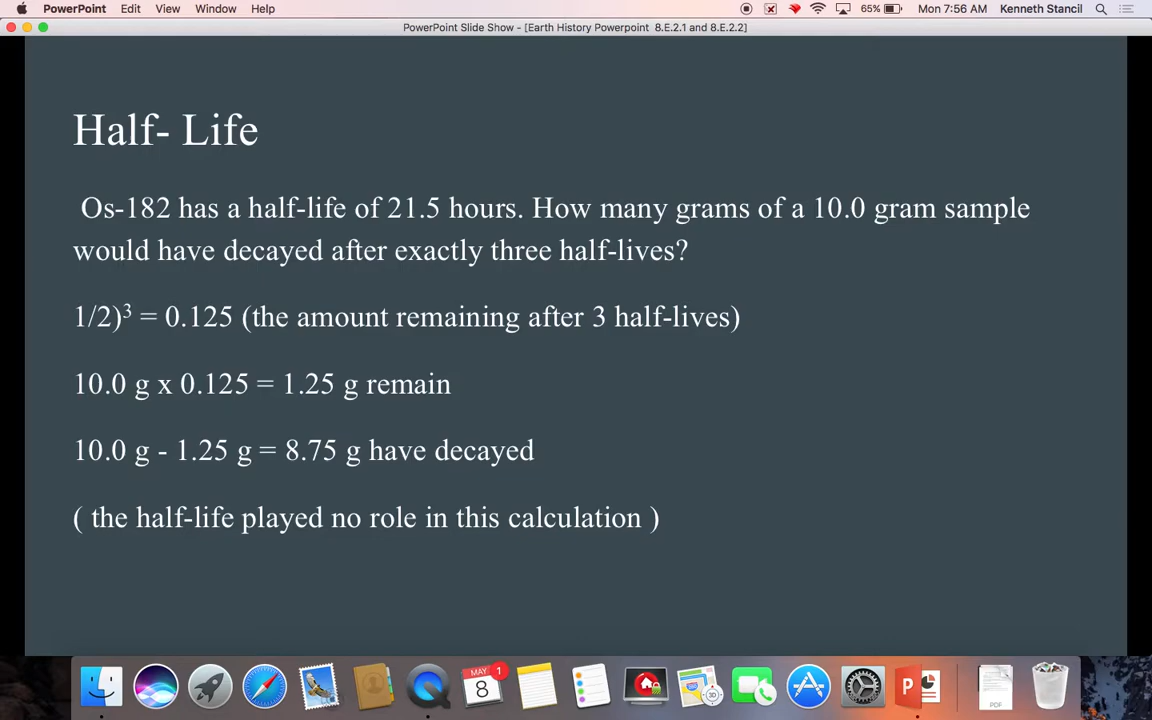 PowerPoint Edit View Window Help 65% Mon 7:56 AM Kenneth Stancil
PowerPoint Slide Show - [Earth History Powerpoint 8.E.2.1 and 8.E.2.2]
Half- Life
Os-182 has a half-life of 21.5 hours. How many grams of a 10.0 gram sample
would have decayed after exactly three half-lives?
1/2)³ = 0.125 (the amount remaining after 3 half-lives)
10.0 g x 0.125 = 1.25 g remain
10.0 g - 1.25 g = 8.75 g have decayed
( the half-life played no role in this calculation )
MAY
8
1
3D
P
PDF